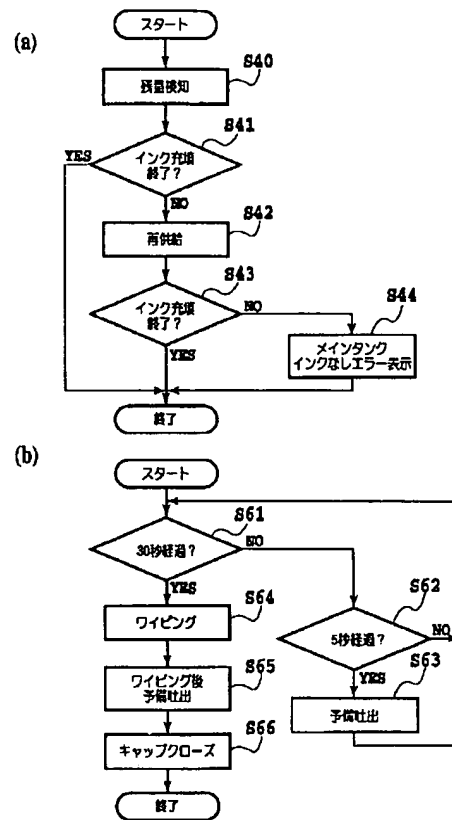 (a)
スタート
S40
残量検知
S41
YES
インク充填
終了?
NO
S42
再供給
S43
インク充填
終了?
NO
S44
YES
メインタンク
インクなしエラー表示
終了
(b)
スタート
S61
30秒経過?
NO
YES
S64
ワイピング
S62
5秒経過?
NO
S65
ワイピング後
予備吐出
YES
S63
予備吐出
S66
キャップクローズ
終了